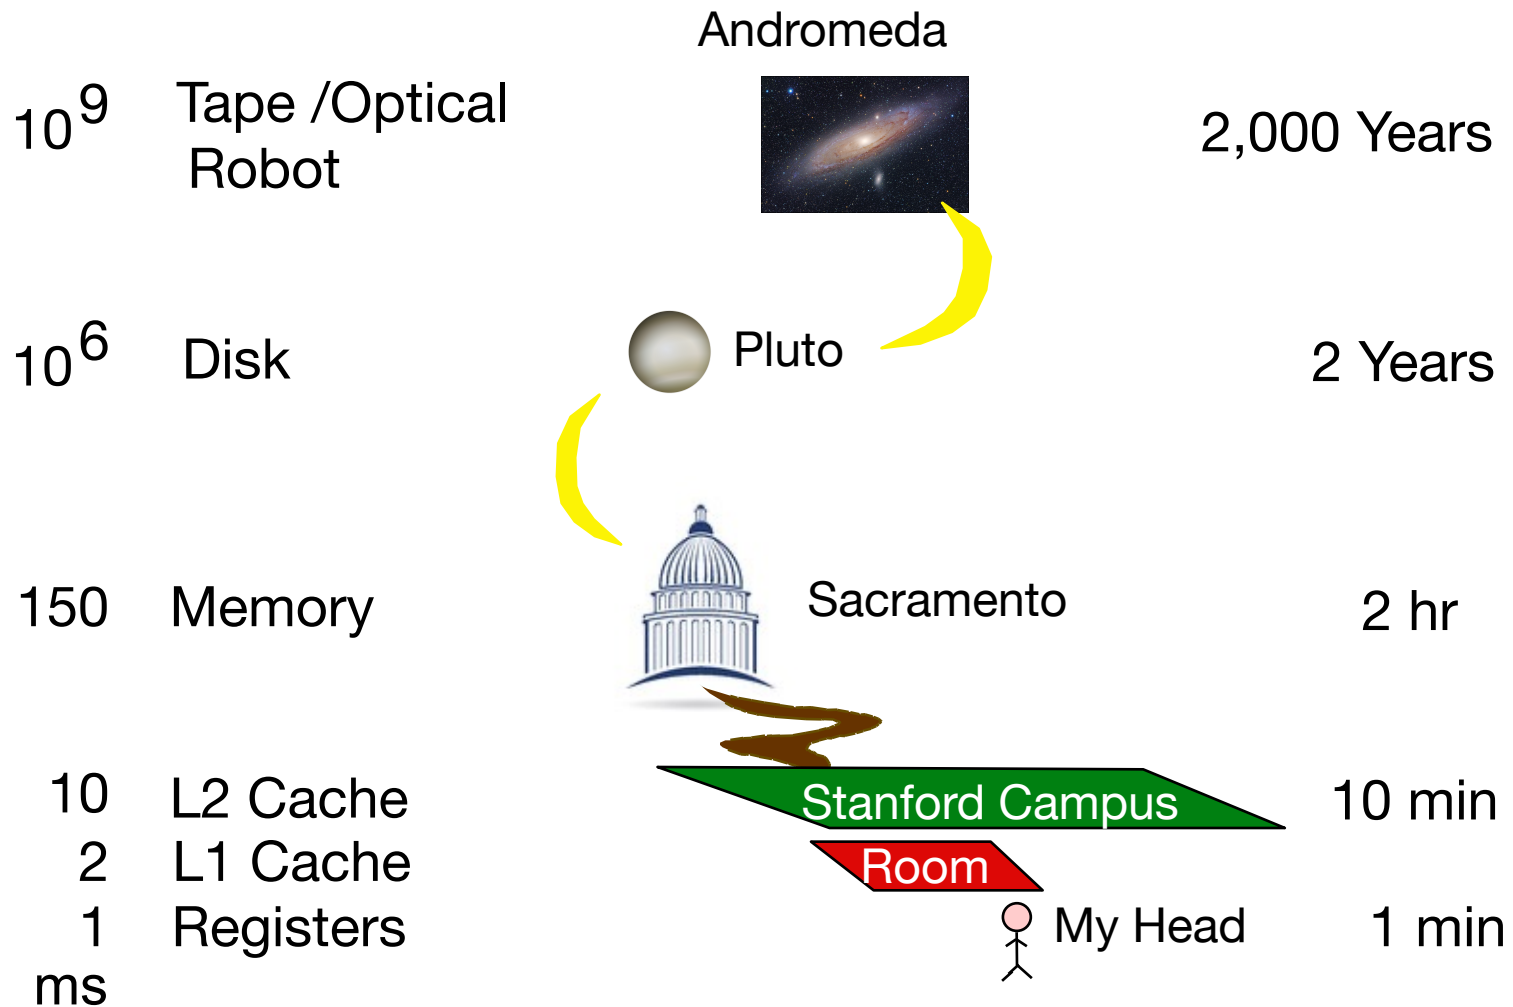 Andromeda
10^9 Tape /Optical Robot 2,000 Years
10^6 Disk Pluto 2 Years
150 Memory Sacramento 2 hr
10 L2 Cache Stanford Campus 10 min
2 L1 Cache Room
1 Registers My Head 1 min
ms